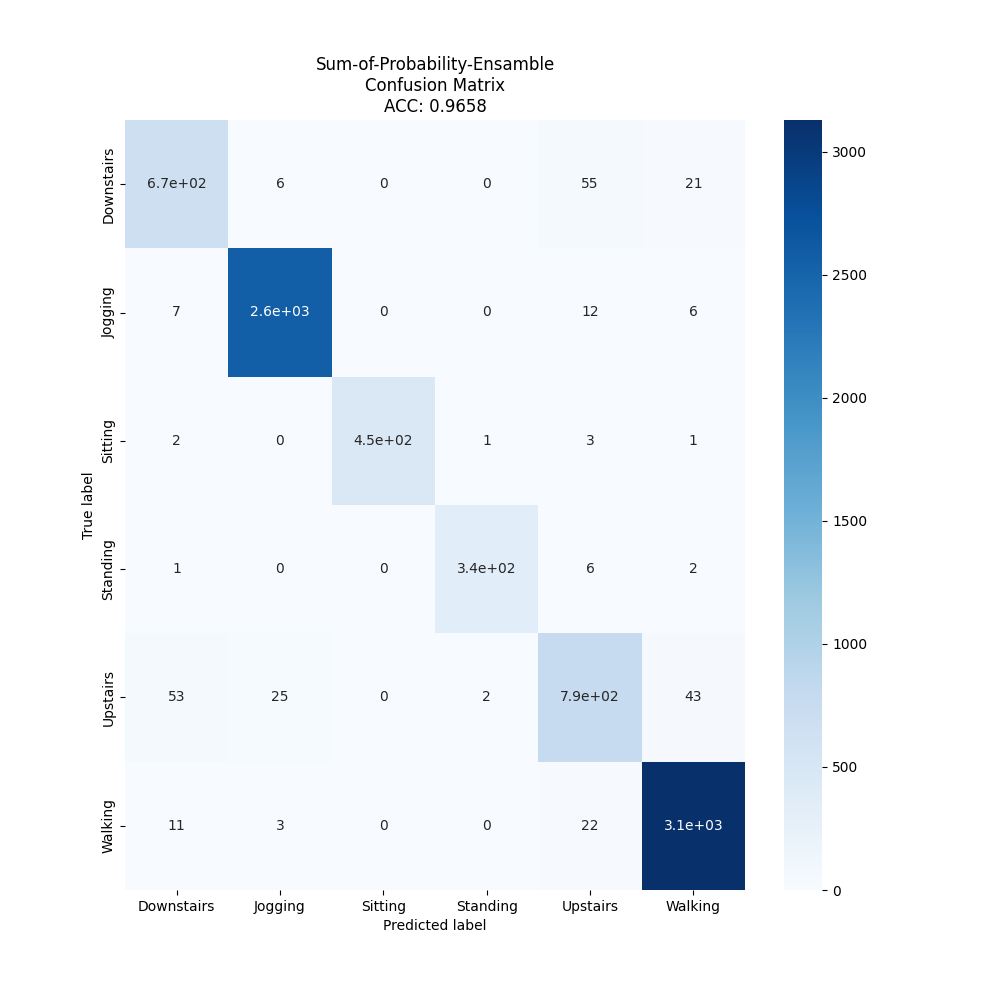 Sum-of-Probability-Ensamble
Confusion Matrix
ACC: 0.9658
True label
Downstairs 6.7e+02 6 0 0 55 21
Jogging 7 2.6e+03 0 0 12 6
Sitting 2 0 4.5e+02 1 3 1
Standing 1 0 0 3.4e+02 6 2
Upstairs 53 25 0 2 7.9e+02 43
Walking 11 3 0 0 22 3.1e+03
Downstairs Jogging Sitting Standing Upstairs Walking
Predicted label
3000
2500
2000
1500
1000
500
0